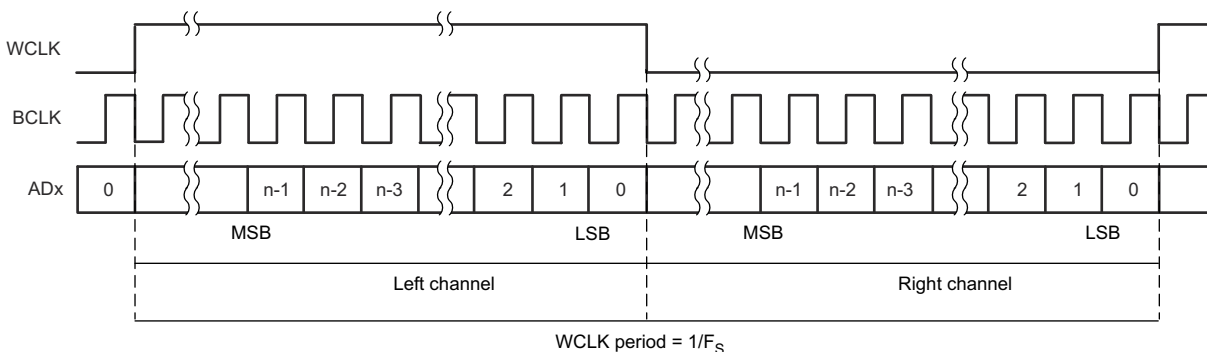 WCLK
BCLK
ADx 0 n-1 n-2 n-3 2 1 0 n-1 n-2 n-3 2 1 0
MSB LSB MSB LSB
Left channel Right channel
WCLK period = 1/FS